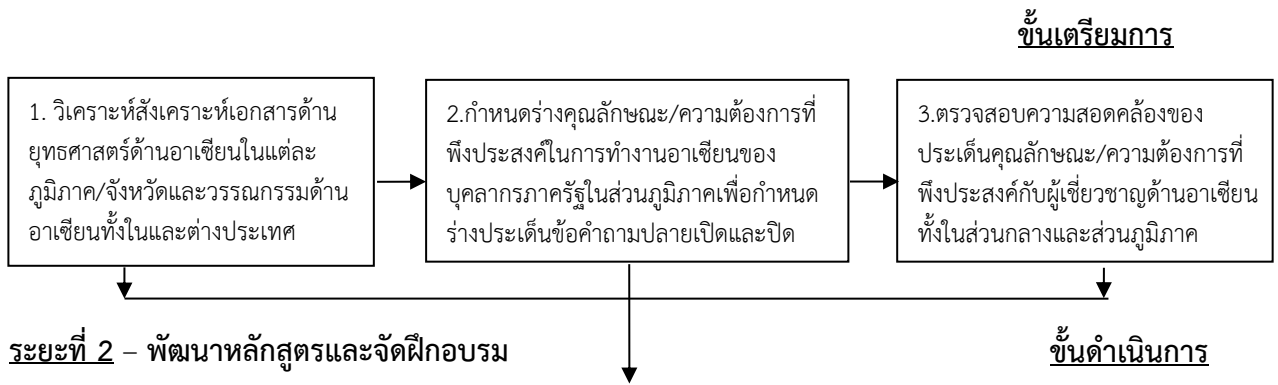 ขั้นเตรียมการ
1. วิเคราะห์สังเคราะห์เอกสารด้าน
ยุทธศาสตร์ด้านอาเซียนในแต่ละ
ภูมิภาค/จังหวัดและวรรณกรรมด้าน
อาเซียนทั้งในและต่างประเทศ
2.กำหนดร่างคุณลักษณะ/ความต้องการที่
พึงประสงค์ในการทำงานอาเซียนของ
บุคลากรภาครัฐในส่วนภูมิภาคเพื่อกำหนด
ร่างประเด็นข้อคำถามปลายเปิดและปิด
3.ตรวจสอบความสอดคล้องของ
ประเด็นคุณลักษณะ/ความต้องการที่
พึงประสงค์กับผู้เชี่ยวชาญด้านอาเซียน
ทั้งในส่วนกลางและส่วนภูมิภาค
ระยะที่ 2 – พัฒนาหลักสูตรและจัดฝึกอบรม
ขั้นดำเนินการ